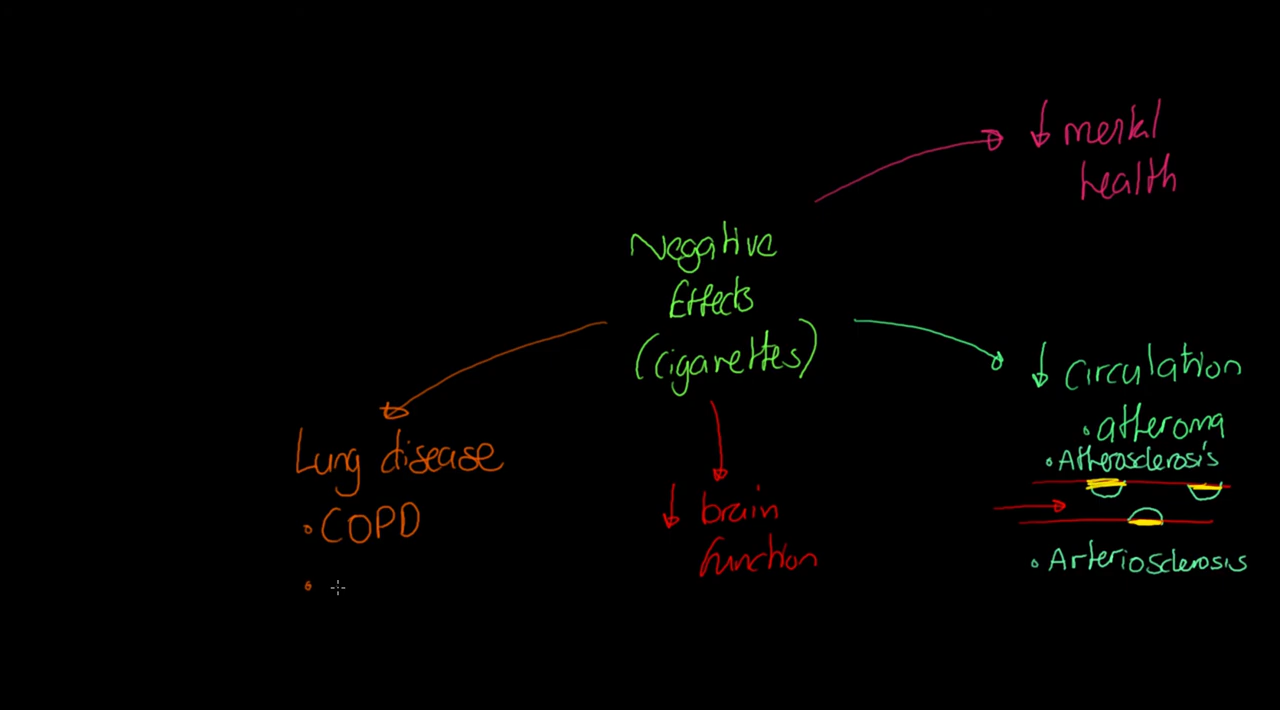 ↓ mental
health
Negative
Effects
(cigarettes)
↓ circulation
• atheroma
• Atherosclerosis
• Arteriosclerosis
Lung disease
• COPD
•
↓ brain
function